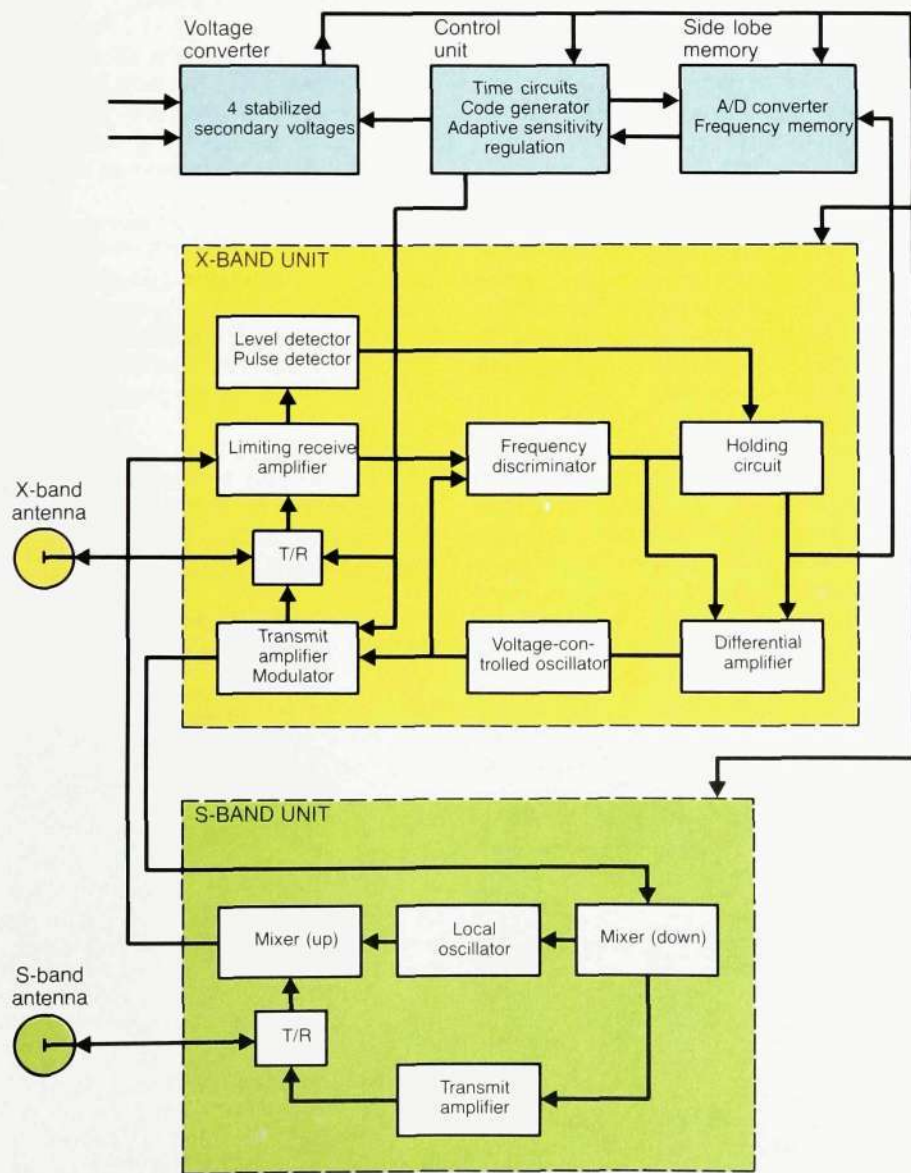 Voltage
converter
Control
unit
Side lobe
memory
4 stabilized
secondary voltages
Time circuits
Code generator
Adaptive sensitivity
regulation
A/D converter
Frequency memory
X-BAND UNIT
Level detector
Pulse detector
Limiting receive
amplifier
Frequency
discriminator
Holding
circuit
X-band
antenna
T/R
Transmit
amplifier
Modulator
Voltage-con-
trolled oscillator
Differential
amplifier
S-BAND UNIT
Mixer (up)
Local
oscillator
Mixer (down)
S-band
antenna
T/R
Transmit
amplifier